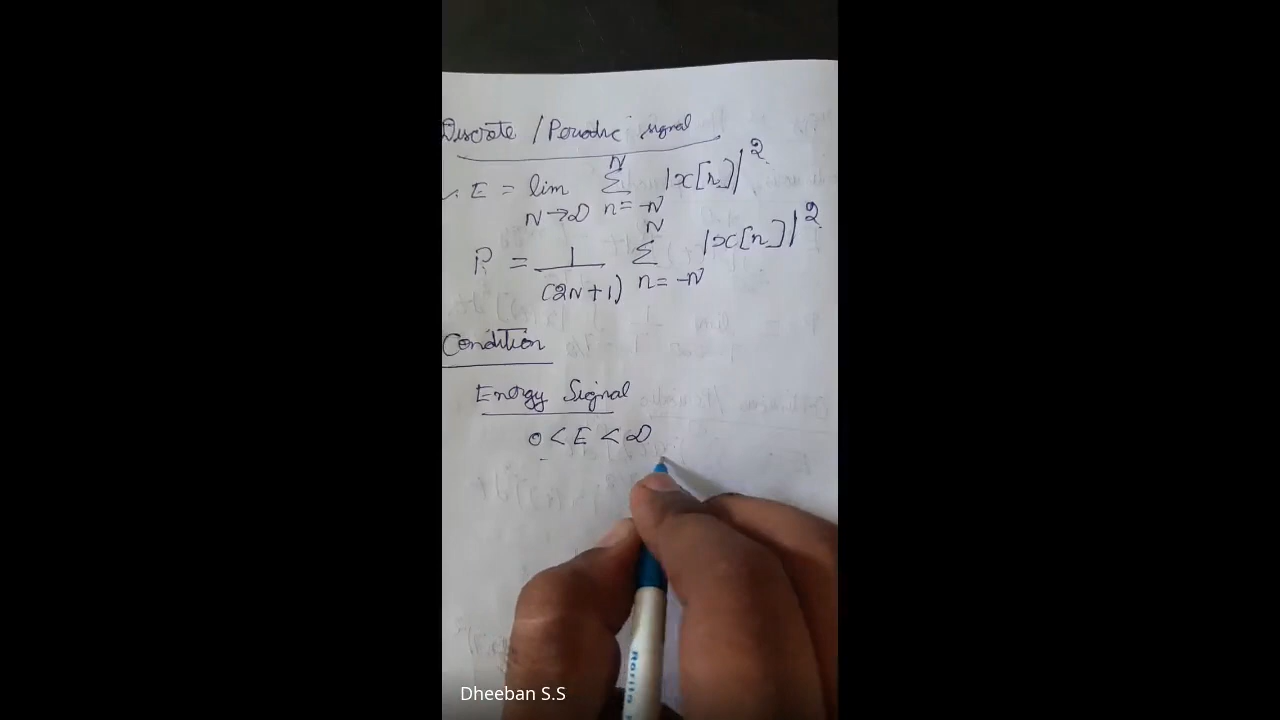 Discrete / Periodic signal
∴ E = lim N→∞ N Σ n=-N |x[n]|²
P = 1/(2N+1) N Σ n=-N |x[n]|²
Condition
Energy Signal
0 < E < ∞
Dheeban S.S